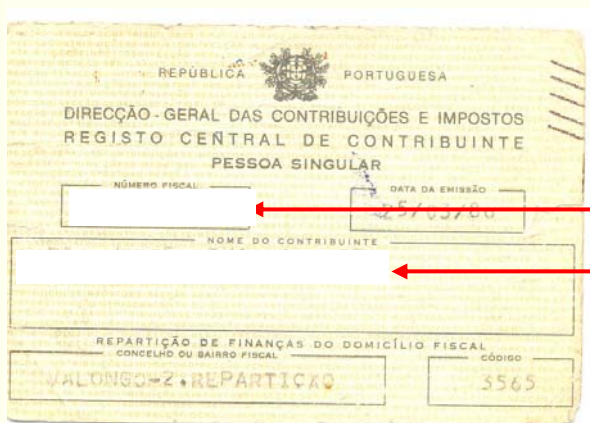 REPÚBLICA PORTUGUESA
DIRECÇÃO-GERAL DAS CONTRIBUIÇÕES E IMPOSTOS
REGISTO CENTRAL DE CONTRIBUINTE
PESSOA SINGULAR
NÚMERO FISCAL
DATA DA EMISSÃO
NOME DO CONTRIBUINTE
REPARTIÇÃO DE FINANÇAS DO DOMICÍLIO FISCAL
CONCELHO OU BAIRRO FISCAL
CÓDIGO
VALONGO-2.REPARTIÇÃO
3565